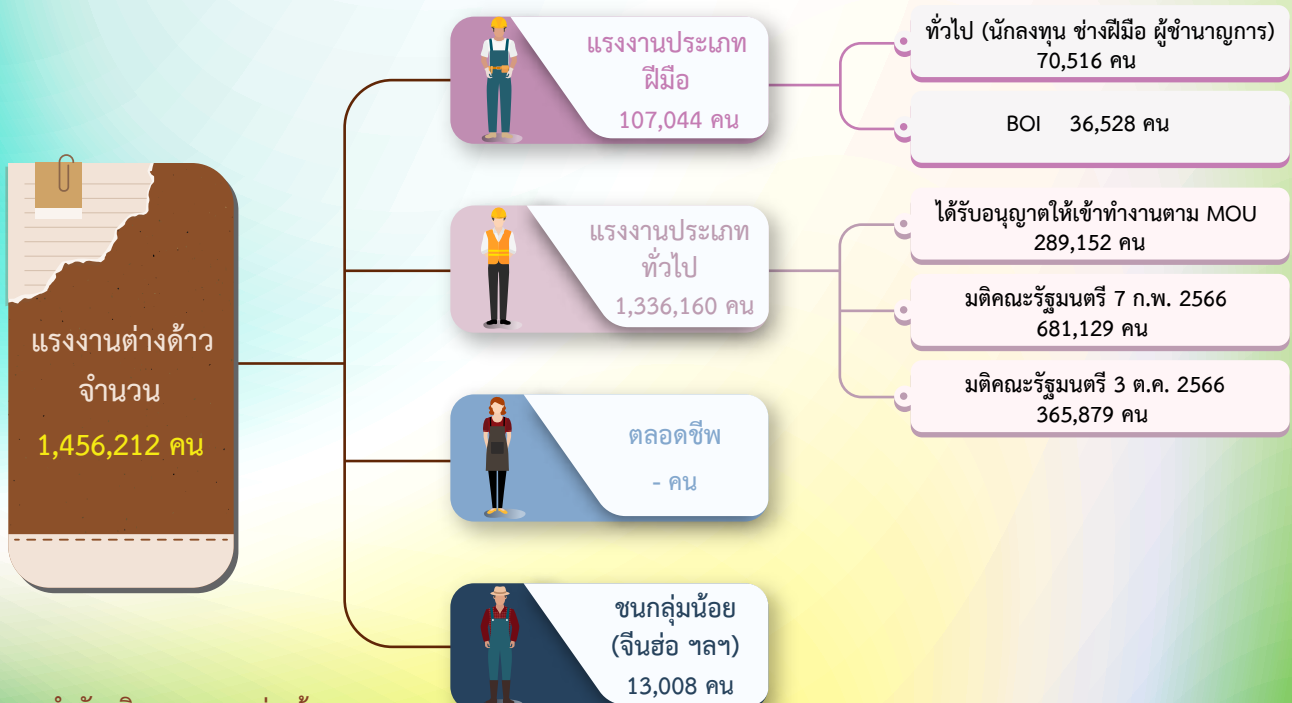 แรงงานต่างด้าว
จำนวน
1,456,212 คน
แรงงานประเภท
ฝีมือ
107,044 คน
ทั่วไป (นักลงทุน ช่างฝีมือ ผู้ชำนาญการ)
70,516 คน
BOI 36,528 คน
แรงงานประเภท
ทั่วไป
1,336,160 คน
ได้รับอนุญาตให้เข้าทำงานตาม MOU
289,152 คน
มติคณะรัฐมนตรี 7 ก.พ. 2566
681,129 คน
มติคณะรัฐมนตรี 3 ต.ค. 2566
365,879 คน
ตลอดชีพ
- คน
ชนกลุ่มน้อย
(จีนฮ่อ ฯลฯ)
13,008 คน